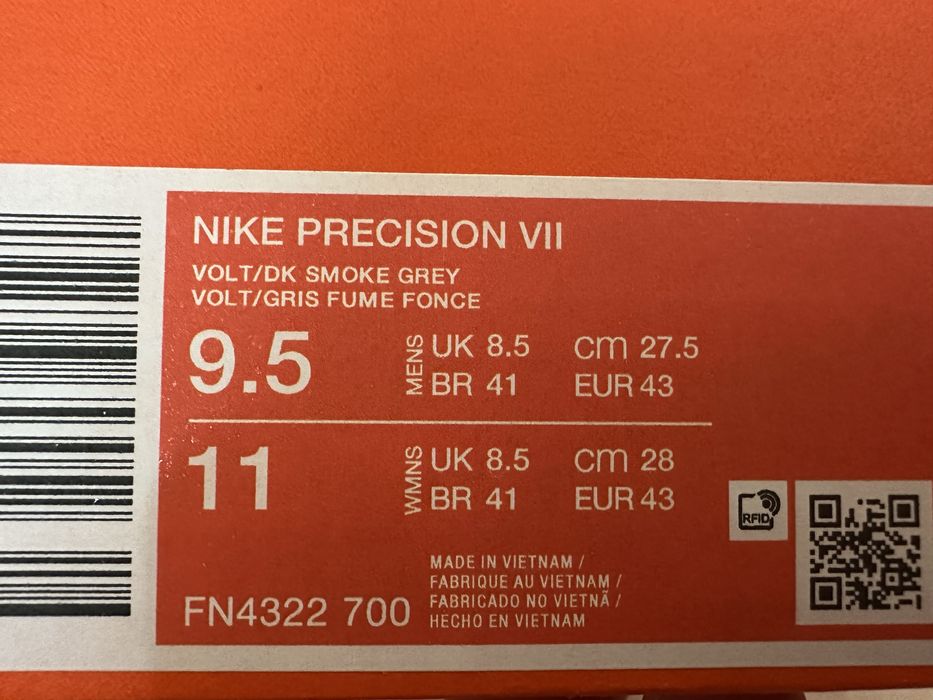 NIKE PRECISION VII
VOLT/DK SMOKE GREY
VOLT/GRIS FUME FONCE
9.5 MENS UK 8.5 CM 27.5
BR 41 EUR 43
11 WMNS UK 8.5 CM 28
BR 41 EUR 43
RFID
MADE IN VIETNAM /
FABRIQUE AU VIETNAM /
FABRICADO NO VIETNÃ /
HECHO EN VIETNAM
FN4322 700